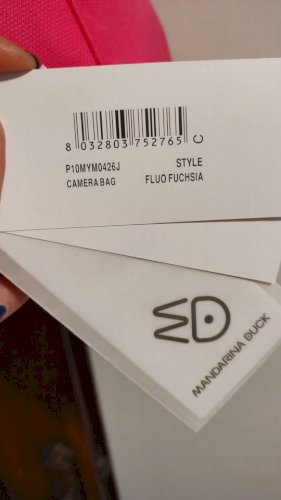 8 032803 752765 C
P10MYM0426J STYLE
CAMERA BAG FLUO FUCHSIA
MANDARINA DUCK